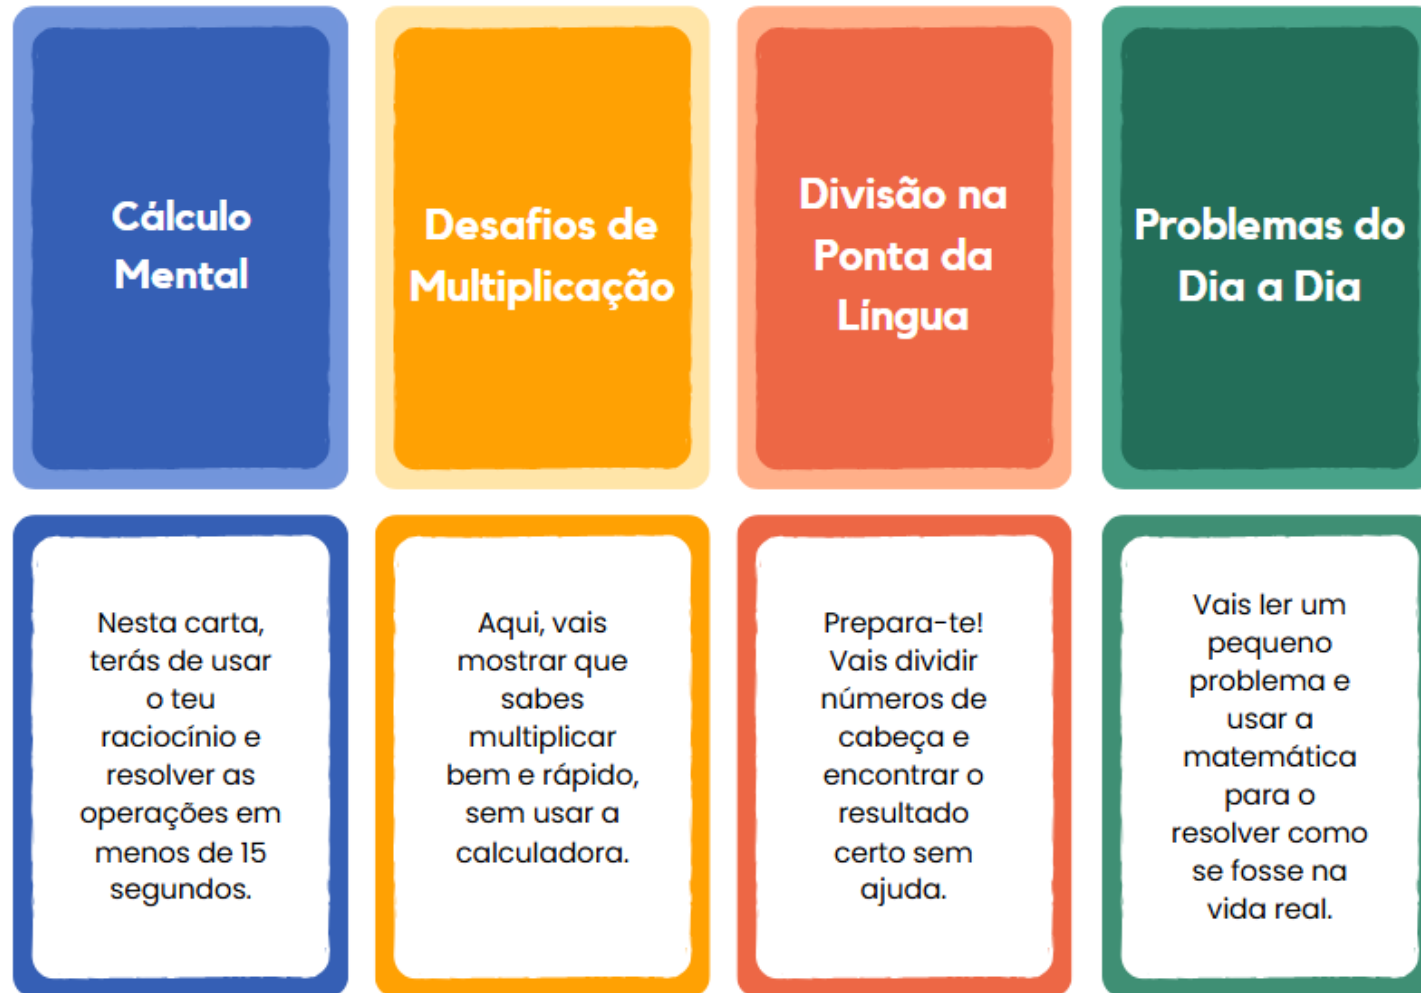 Cálculo
Mental
Desafios de
Multiplicação
Divisão na
Ponta da
Língua
Problemas do
Dia a Dia
Nesta carta,
terás de usar
o teu
raciocínio e
resolver as
operações em
menos de 15
segundos.
Aqui, vais
mostrar que
sabes
multiplicar
bem e rápido,
sem usar a
calculadora.
Prepara-te!
Vais dividir
números de
cabeça e
encontrar o
resultado
certo sem
ajuda.
Vais ler um
pequeno
problema e
usar a
matemática
para o
resolver como
se fosse na
vida real.